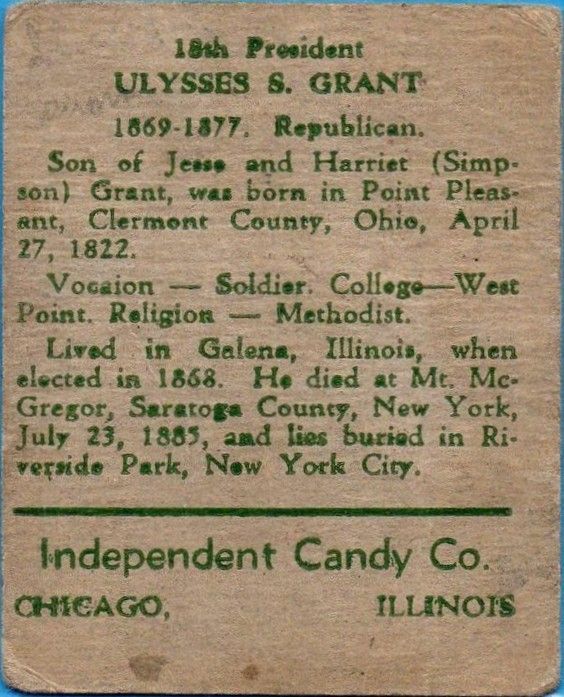 18th President
ULYSSES S. GRANT
1869-1877. Republican.
Son of Jesse and Harriet (Simp-
son) Grant, was born in Point Pleas-
ant, Clermont County, Ohio, April
27, 1822.
Vocaion — Soldier. College—West
Point. Religion — Methodist.
Lived in Galena, Illinois, when
elected in 1868. He died at Mt. Mc-
Gregor, Saratoga County, New York,
July 23, 1885, and lies buried in Ri-
verside Park, New York City.
Independent Candy Co.
CHICAGO, ILLINOIS